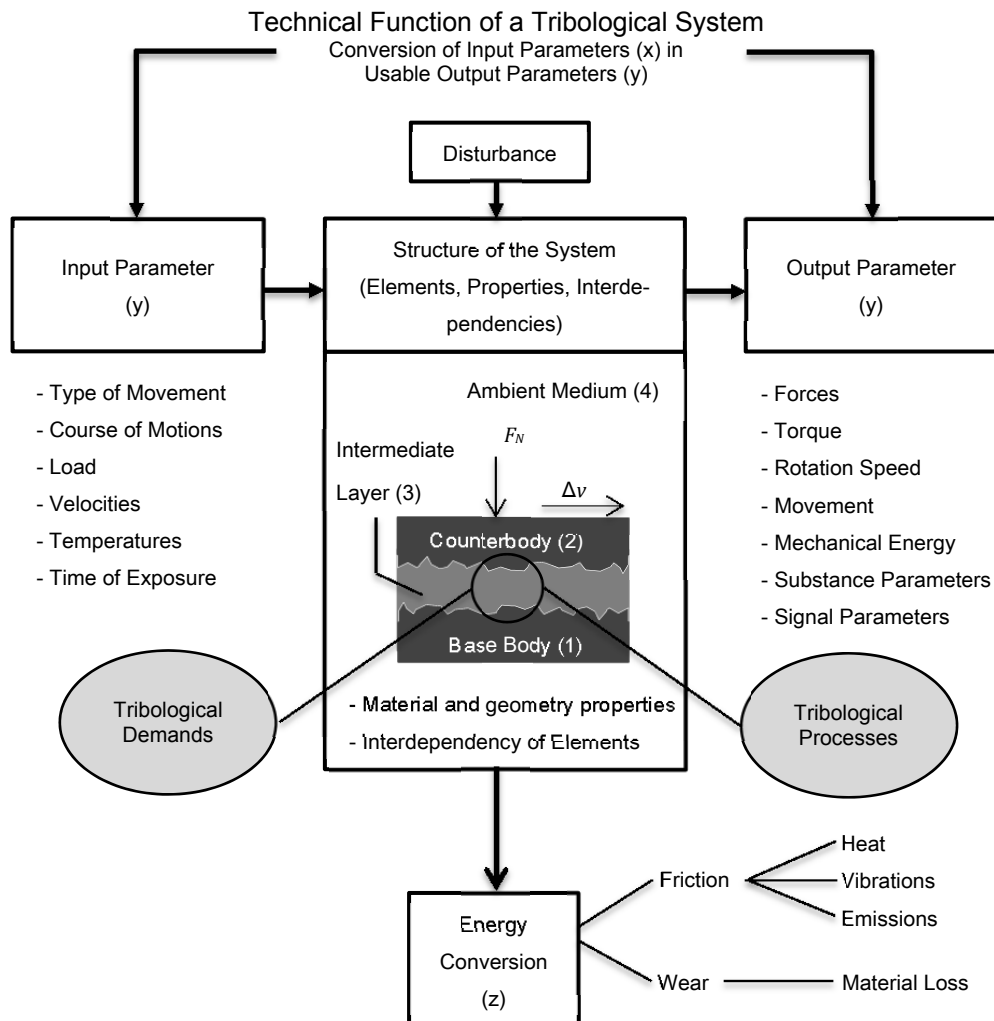 Technical Function of a Tribological System
Conversion of Input Parameters (x) in
Usable Output Parameters (y)
Disturbance
Input Parameter
(y)
Structure of the System
(Elements, Properties, Interde-
pendencies)
Output Parameter
(y)
- Type of Movement
- Course of Motions
- Load
- Velocities
- Temperatures
- Time of Exposure
Ambient Medium (4)
F_N
Intermediate
Layer (3)
Δv
Counterbody (2)
Base Body (1)
- Material and geometry properties
- Interdependency of Elements
- Forces
- Torque
- Rotation Speed
- Movement
- Mechanical Energy
- Substance Parameters
- Signal Parameters
Tribological
Demands
Tribological
Processes
Energy
Conversion
(z)
Friction
Heat
Vibrations
Emissions
Wear
Material Loss